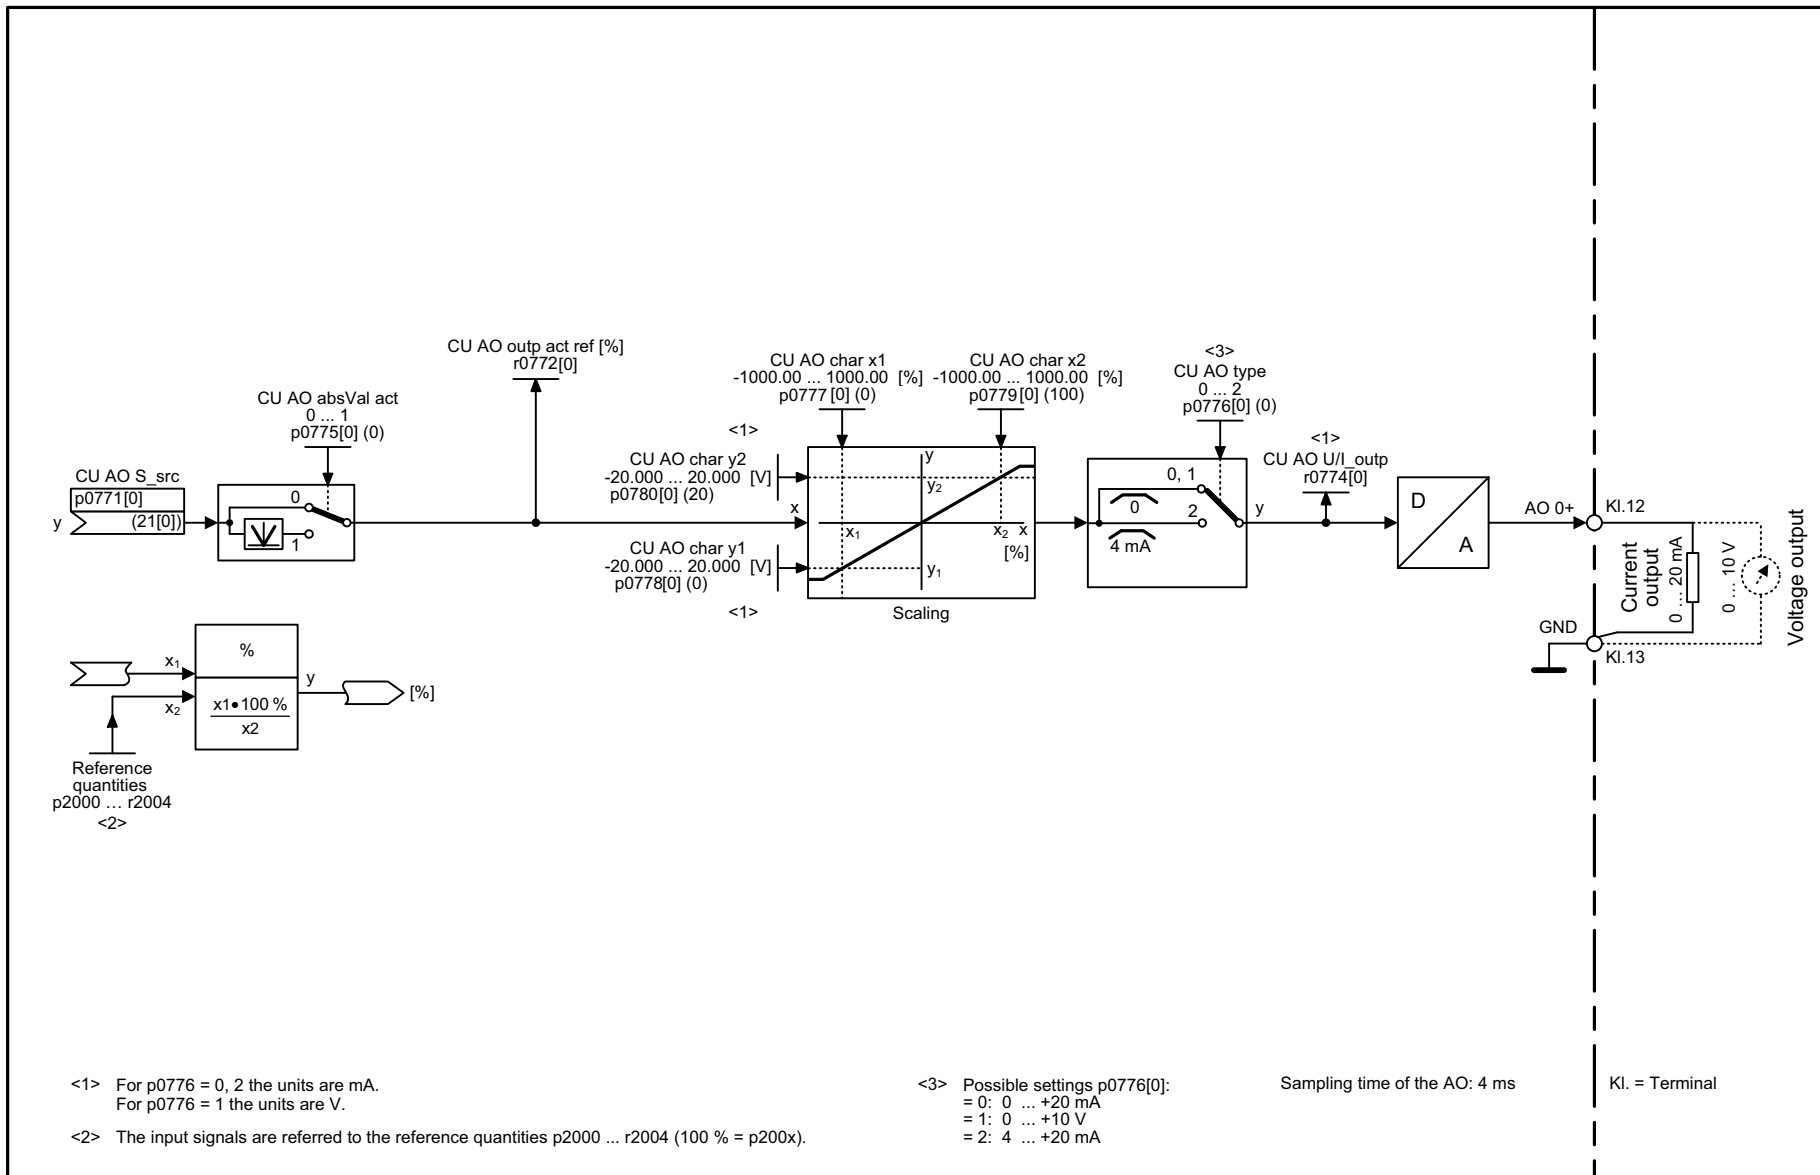 CU AO outp act ref [%]
r0772[0]
CU AO absVal act
0 ... 1
p0775[0] (0)
CU AO S_src
p0771[0]
(21[0])
y
0
1
CU AO char x1
-1000.00 ... 1000.00 [%]
p0777[0] (0)
CU AO char x2
-1000.00 ... 1000.00 [%]
p0779[0] (100)
<1>
CU AO char y2
-20.000 ... 20.000 [V]
p0780[0] (20)
x
CU AO char y1
-20.000 ... 20.000 [V]
p0778[0] (0)
<1>
y
y2
x1
x2 x
[%]
y1
Scaling
<3>
CU AO type
0 ... 2
p0776[0] (0)
0, 1
0
2
4 mA
y
<1>
CU AO U/I_outp
r0774[0]
D
A
AO 0+
Kl.12
GND
Kl.13
Current
output
0 ... 20 mA
0 ... 10 V
Voltage output
x1
x2
%
x1•100 %
x2
y
[%]
Reference
quantities
p2000 ... r2004
<2>
<1> For p0776 = 0, 2 the units are mA.
For p0776 = 1 the units are V.
<2> The input signals are referred to the reference quantities p2000 ... r2004 (100 % = p200x).
<3> Possible settings p0776[0]:
= 0: 0 ... +20 mA
= 1: 0 ... +10 V
= 2: 4 ... +20 mA
Sampling time of the AO: 4 ms
Kl. = Terminal